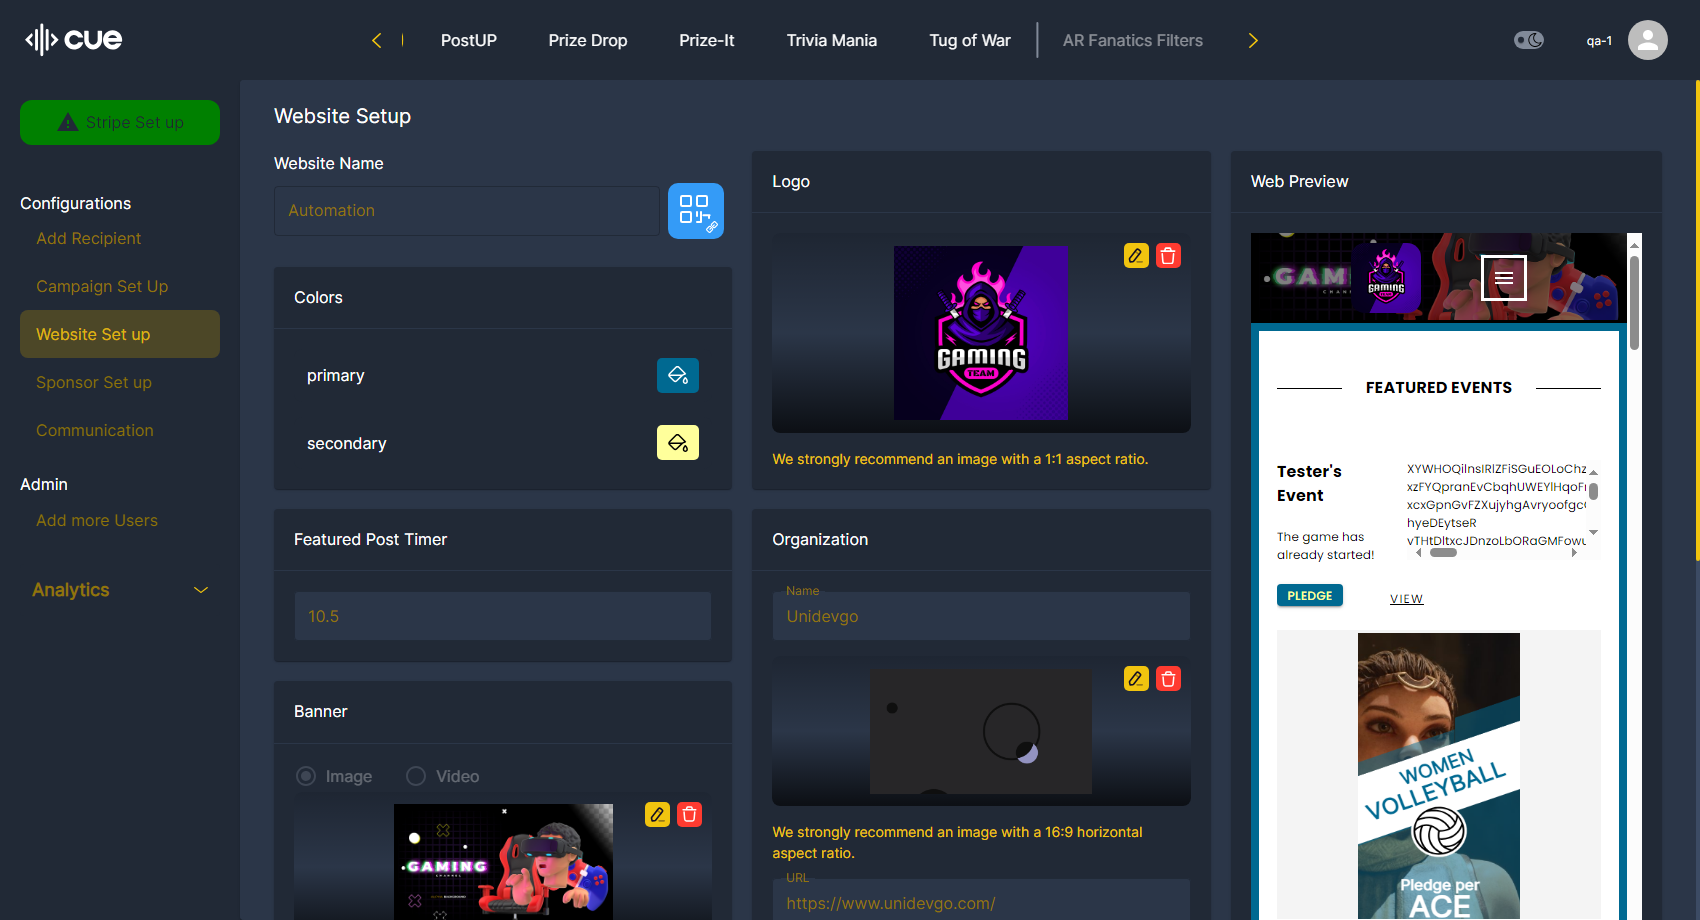 cue
PostUP
Prize Drop
Prize-It
Trivia Mania
Tug of War
AR Fanatics Filters
qa-1
Stripe Set up
Configurations
Add Recipient
Campaign Set Up
Website Set up
Sponsor Set up
Communication
Admin
Add more Users
Analytics
Website Setup
Website Name
Automation
Colors
primary
secondary
Featured Post Timer
10.5
Banner
Image
Video
GAMING
Logo
GAMING
TEAM
We strongly recommend an image with a 1:1 aspect ratio.
Organization
Name
Unidevgo
We strongly recommend an image with a 16:9 horizontal
aspect ratio.
URL
https://www.unidevgo.com/
Web Preview
GAMING
TEAM
FEATURED EVENTS
Tester's
Event
The game has
already started!
hyeDEytseR
PLEDGE
VIEW
WOMEN
VOLLEYBALL
Pledge per
ACE